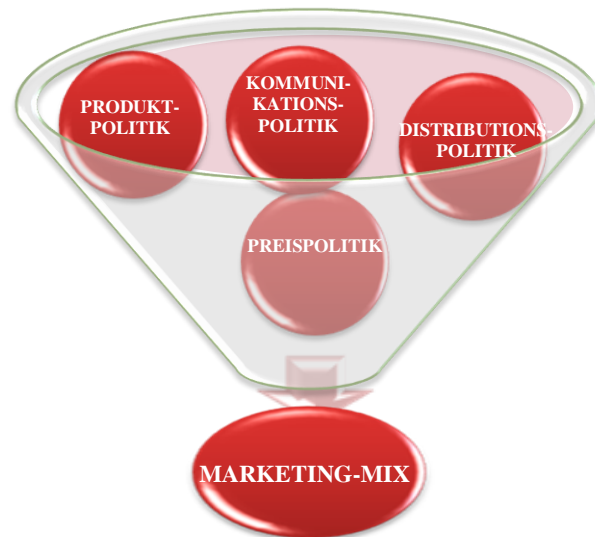 PRODUKT-
POLITIK
KOMMUNI-
KATIONS-
POLITIK
DISTRIBUTIONS-
POLITIK
PREISPOLITIK
MARKETING-MIX